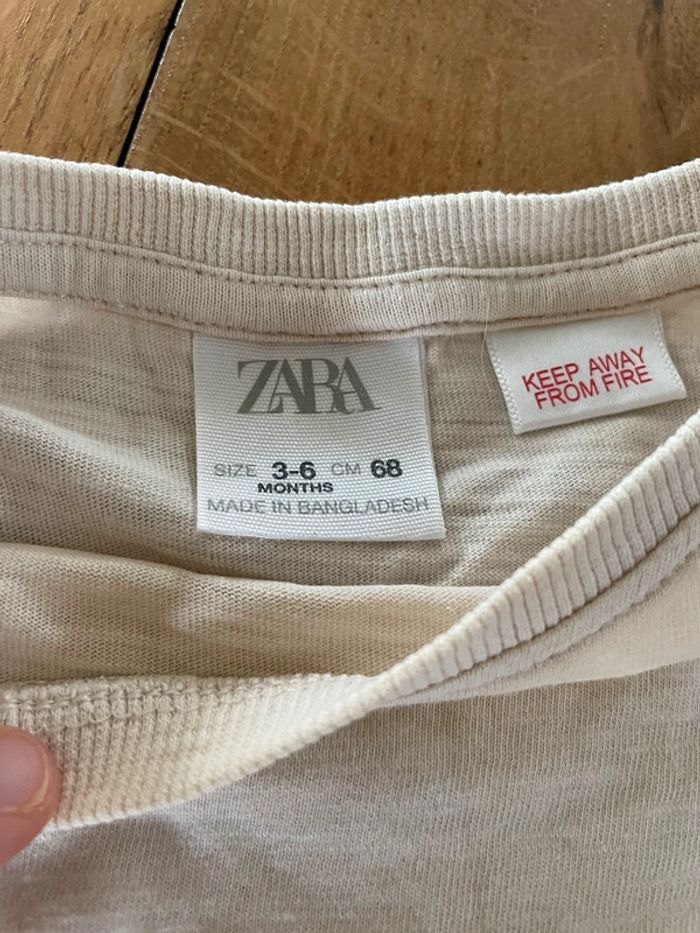 ZARA
SIZE 3-6 CM 68
MONTHS
MADE IN BANGLADESH
KEEP AWAY
FROM FIRE